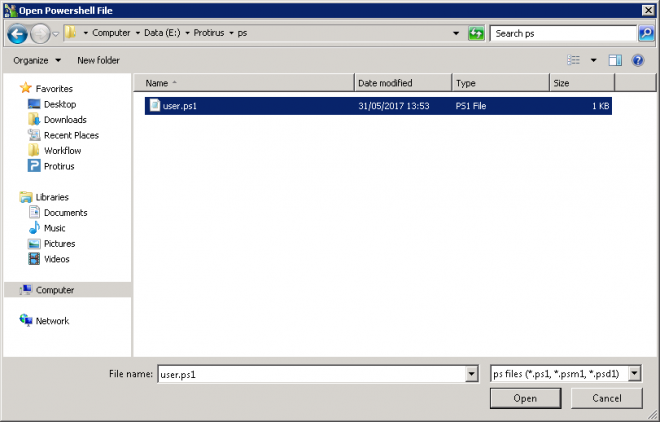 Open Powershell File
Computer Data (E:) Protirus ps
Search ps
Organize New folder
Favorites
Desktop
Downloads
Recent Places
Workflow
Protirus
Libraries
Documents
Music
Pictures
Videos
Computer
Network
Name Date modified Type Size
user.ps1 31/05/2017 13:53 PS1 File 1 KB
File name: user.ps1 ps files (*.ps1, *.psm1, *.psd1)
Open Cancel